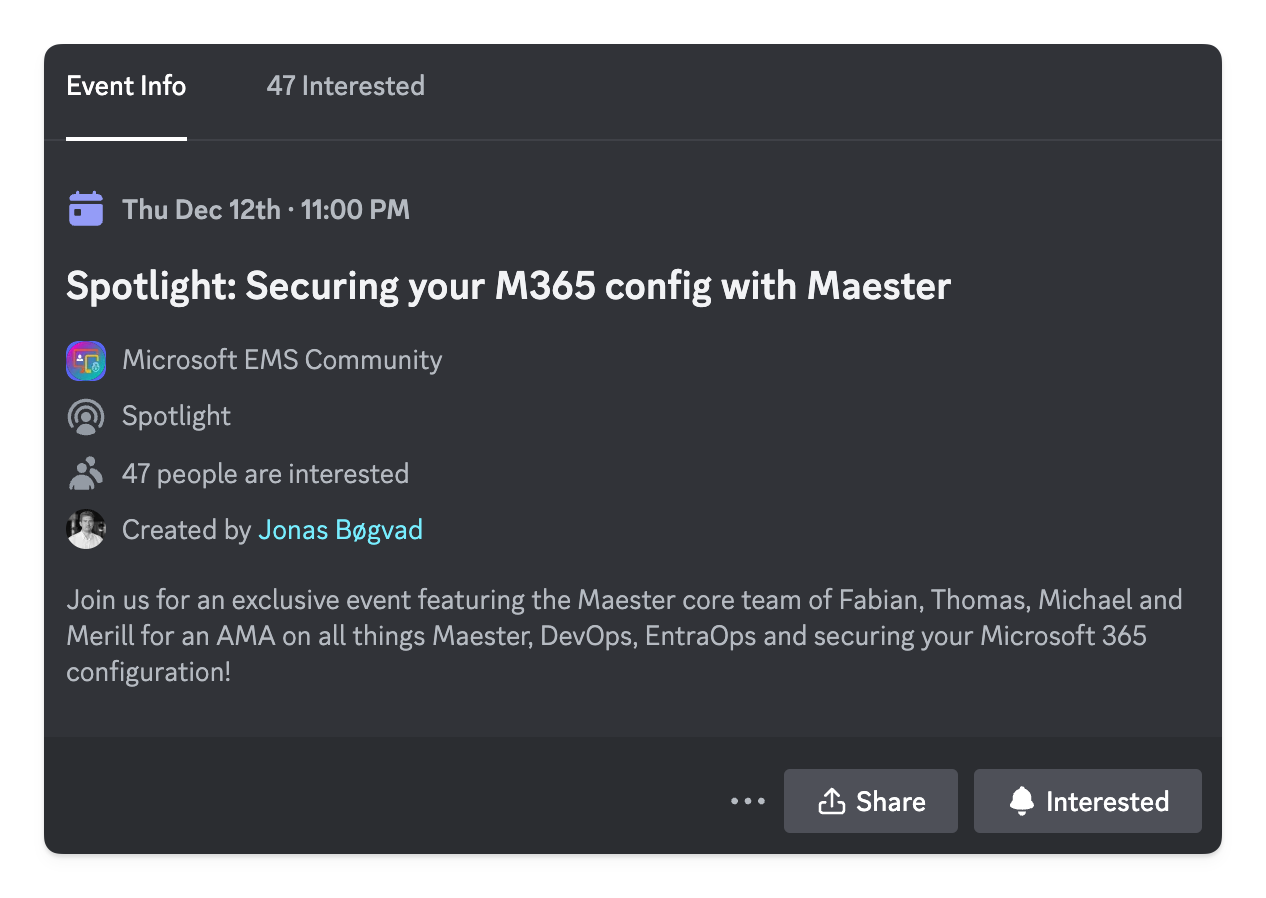 Event Info
47 Interested
Thu Dec 12th · 11:00 PM
Spotlight: Securing your M365 config with Maester
Microsoft EMS Community
Spotlight
47 people are interested
Created by Jonas Bøgvad
Join us for an exclusive event featuring the Maester core team of Fabian, Thomas, Michael and
Merill for an AMA on all things Maester, DevOps, EntraOps and securing your Microsoft 365
configuration!
Share
Interested